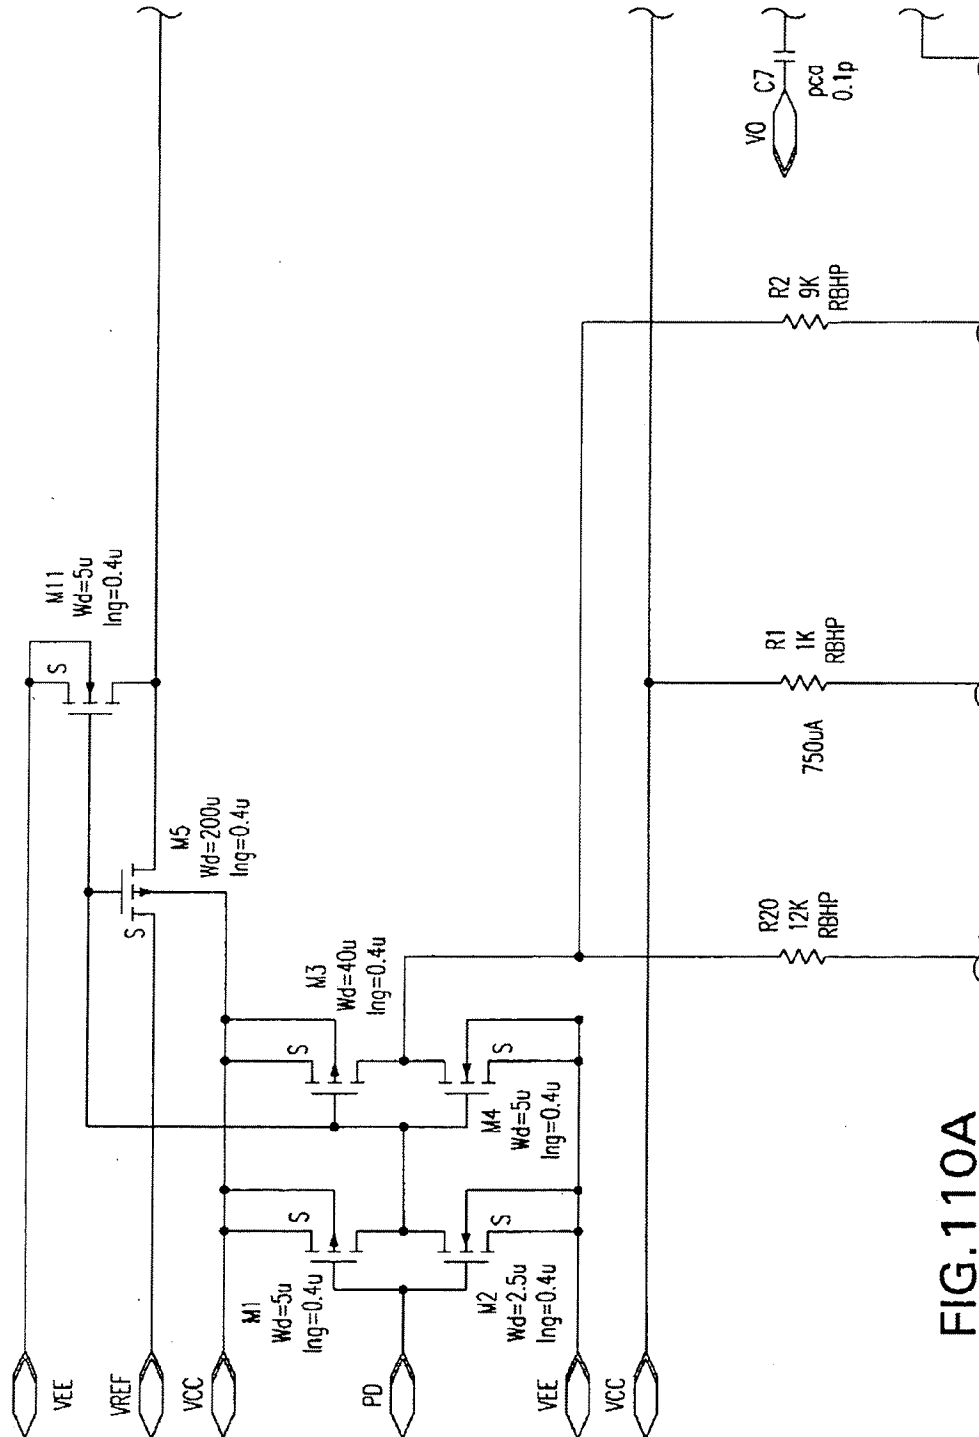 VEE
VREF
VCC
PD
VEE
VCC
M11
Wd=5u
lng=0.4u
S
M5
Wd=200u
lng=0.4u
S
M1
Wd=5u
lng=0.4u
S
M3
Wd=40u
lng=0.4u
S
M2
Wd=2.5u
lng=0.4u
S
M4
Wd=5u
lng=0.4u
S
R20
12K
RBHP
750uA
R1
1K
RBHP
R2
9K
RBHP
VO
C7
pca
0.1p
FIG.110A